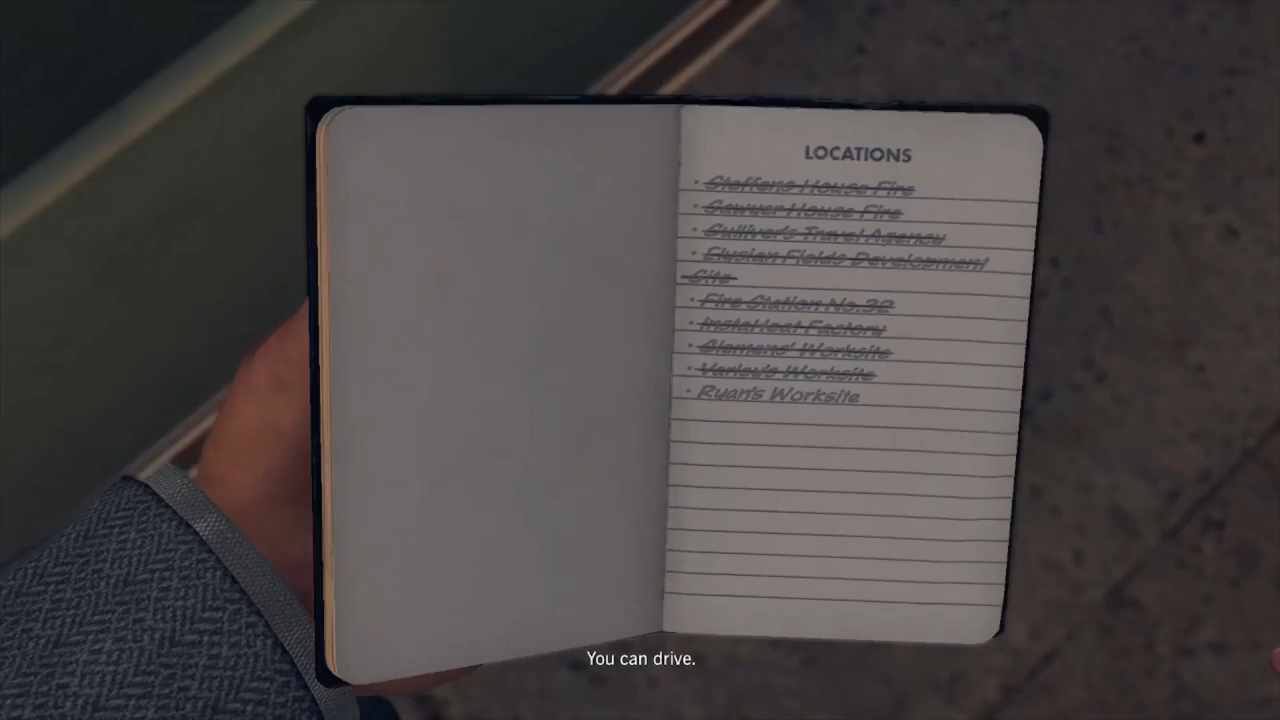 LOCATIONS
· Steffens House Fire
· Sawyer House Fire
· Gulliver's Travel Agency
· Elysian Fields Development
Site
· Fire Station No.32
· InstaHeat Factory
· Clemens' Worksite
· Varley's Worksite
· Ryan's Worksite
You can drive.